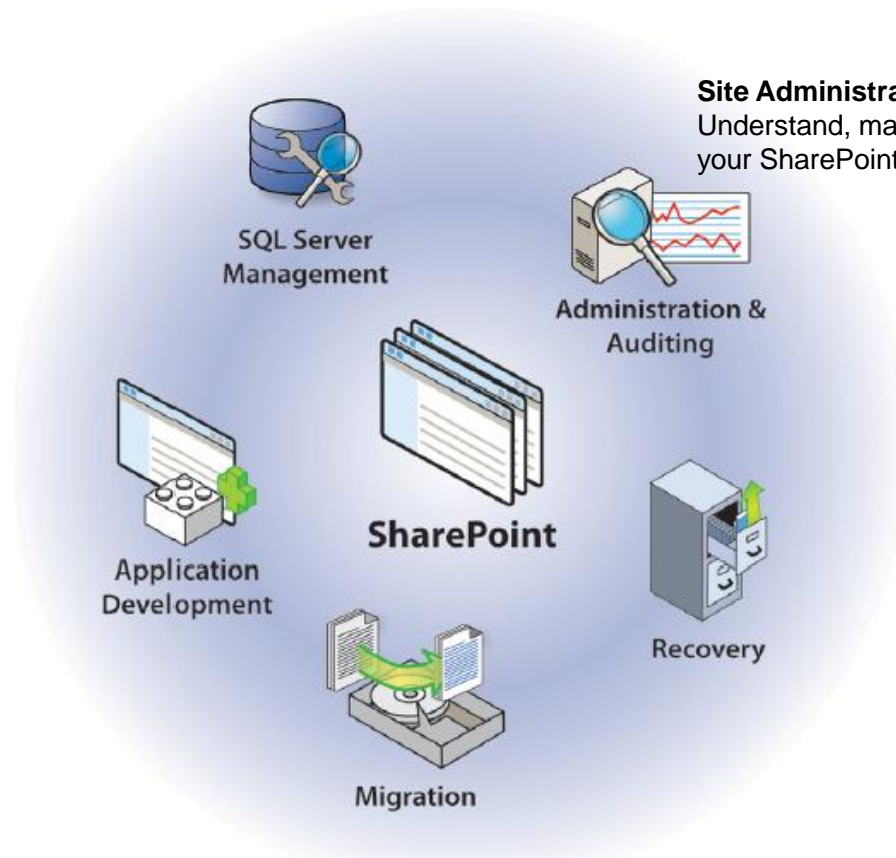 Site Administra
Understand, ma
your SharePoint
SQL Server
Management
Administration &
Auditing
SharePoint
Application
Development
Recovery
Migration